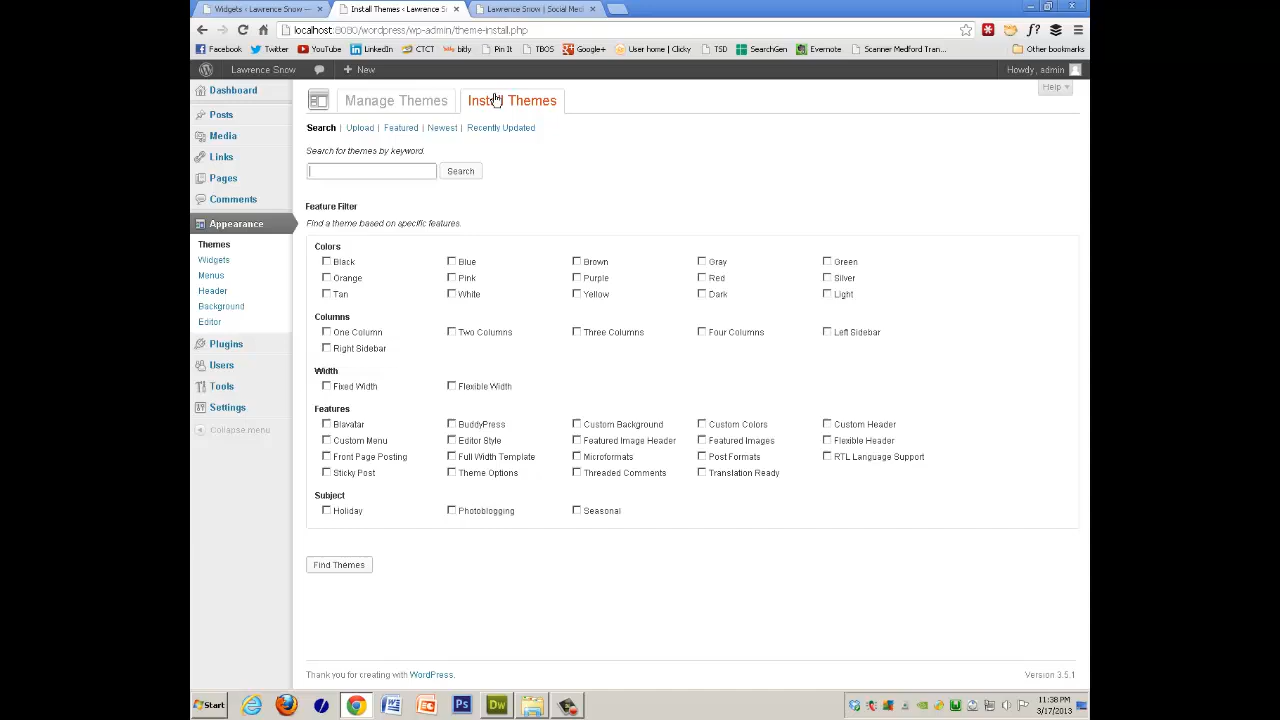 Widgets ‹ Lawrence Snow —
Install Themes ‹ Lawrence S
Lawrence Snow | Social Med
localhost:8080/wordpress/wp-admin/theme-install.php
Facebook Twitter YouTube LinkedIn CTCT bitly Pin It TBOS Google+ User home | Clicky TSD SearchGen Evernote Scanner Medford Tran... Other bookmarks
Lawrence Snow + New Howdy, admin
Dashboard
Posts
Media
Links
Pages
Comments
Appearance
Themes
Widgets
Menus
Header
Background
Editor
Plugins
Users
Tools
Settings
Collapse menu
Manage Themes Install Themes
Help
Search | Upload | Featured | Newest | Recently Updated
Search for themes by keyword.
Search
Feature Filter
Find a theme based on specific features.
Colors
Black Blue Brown Gray Green
Orange Pink Purple Red Silver
Tan White Yellow Dark Light
Columns
One Column Two Columns Three Columns Four Columns Left Sidebar
Right Sidebar
Width
Fixed Width Flexible Width
Features
Blavatar BuddyPress Custom Background Custom Colors Custom Header
Custom Menu Editor Style Featured Image Header Featured Images Flexible Header
Front Page Posting Full Width Template Microformats Post Formats RTL Language Support
Sticky Post Theme Options Threaded Comments Translation Ready
Subject
Holiday Photoblogging Seasonal
Find Themes
Thank you for creating with WordPress. Version 3.5.1
Start Ps Dw
11:38 PM
3/17/2013